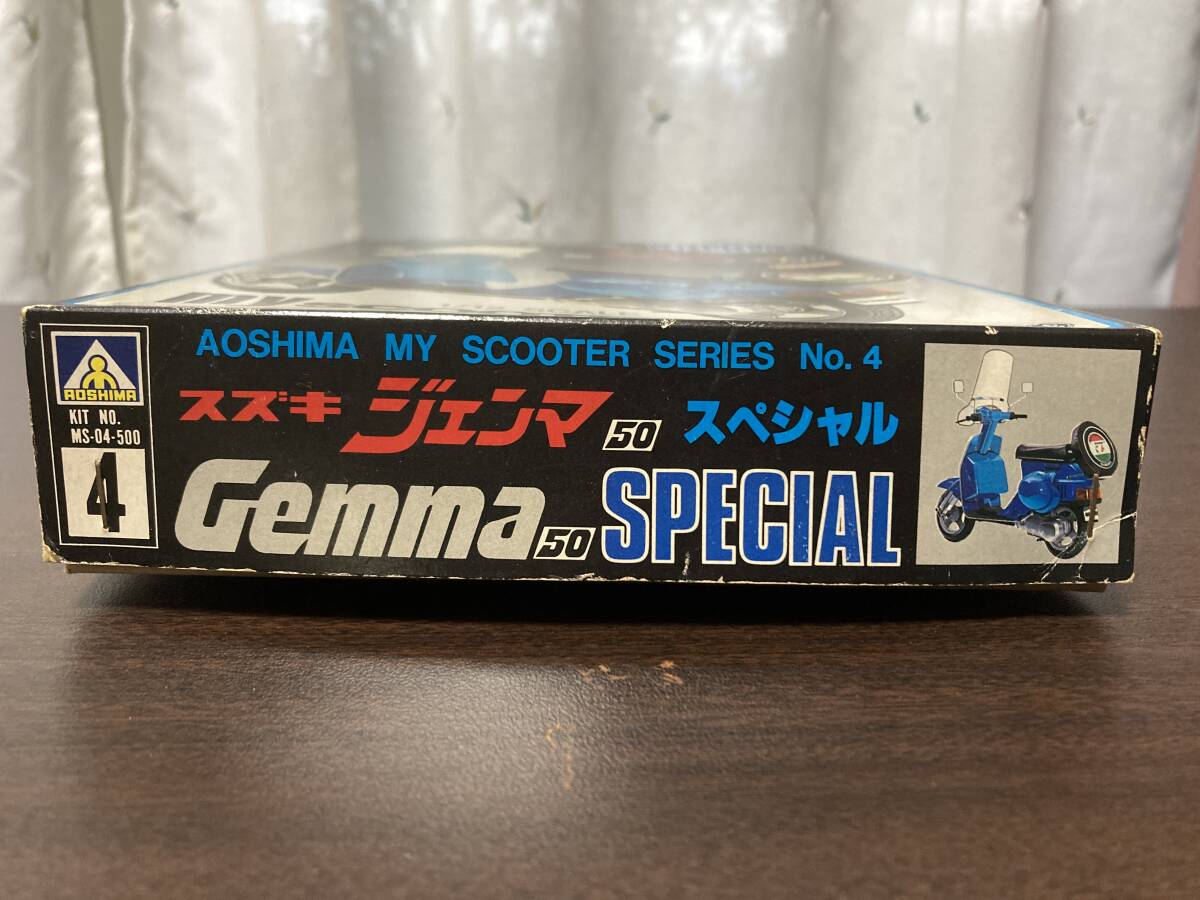 AOSHIMA
KIT NO.
MS-04-500
4
AOSHIMA MY SCOOTER SERIES No. 4
スズキ ジェンマ 50 スペシャル
Gemma 50 SPECIAL